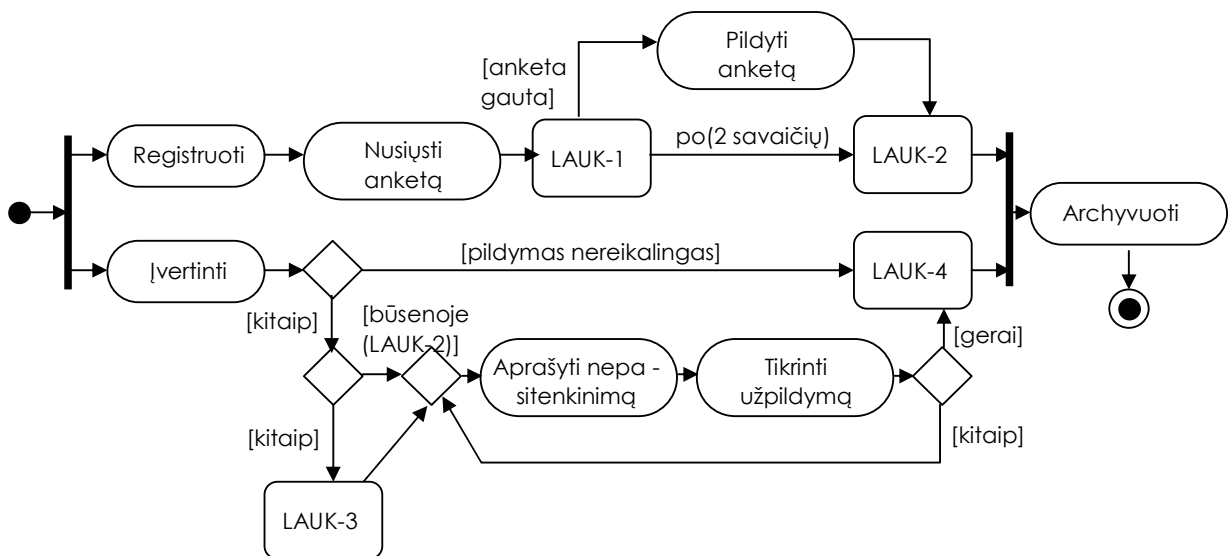 Pildyti
anketą
[anketa
gauta]
Registruoti
Nusiųsti
anketą
LAUK-1
po(2 savaičių)
LAUK-2
Archyvuoti
Įvertinti
[pildymas nereikalingas]
LAUK-4
[kitaip]
[būsenoje
(LAUK-2)]
[gerai]
Aprašyti nepa -
sitenkinimą
Tikrinti
užpildymą
[kitaip]
[kitaip]
LAUK-3